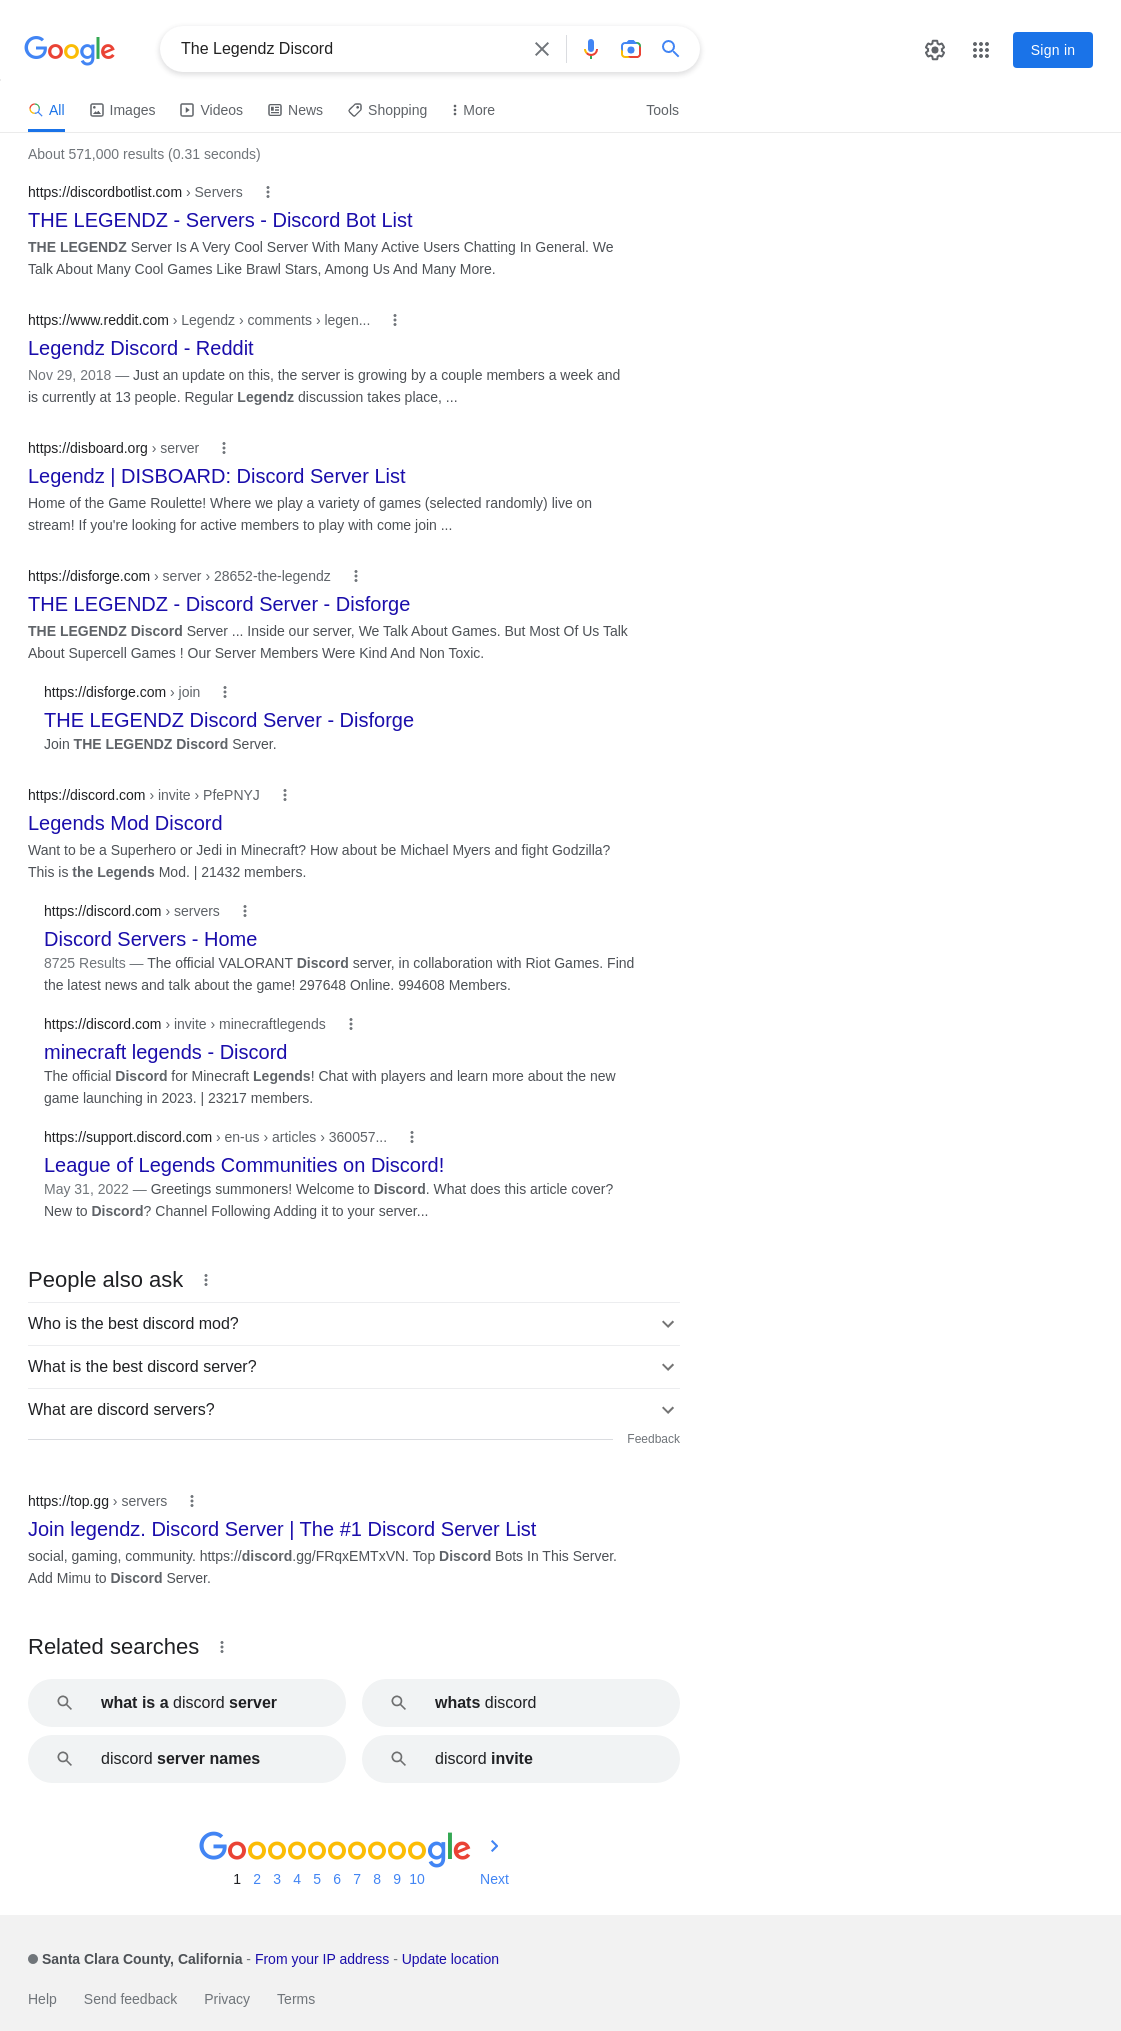 Google
The Legendz Discord
Sign in
All Images Videos News Shopping More Tools
About 571,000 results (0.31 seconds)
https://discordbotlist.com › Servers
THE LEGENDZ - Servers - Discord Bot List
THE LEGENDZ Server Is A Very Cool Server With Many Active Users Chatting In General. We
Talk About Many Cool Games Like Brawl Stars, Among Us And Many More.
https://www.reddit.com › Legendz › comments › legen...
Legendz Discord - Reddit
Nov 29, 2018 — Just an update on this, the server is growing by a couple members a week and
is currently at 13 people. Regular Legendz discussion takes place, ...
https://disboard.org › server
Legendz | DISBOARD: Discord Server List
Home of the Game Roulette! Where we play a variety of games (selected randomly) live on
stream! If you're looking for active members to play with come join ...
https://disforge.com › server › 28652-the-legendz
THE LEGENDZ - Discord Server - Disforge
THE LEGENDZ Discord Server ... Inside our server, We Talk About Games. But Most Of Us Talk
About Supercell Games ! Our Server Members Were Kind And Non Toxic.
https://disforge.com › join
THE LEGENDZ Discord Server - Disforge
Join THE LEGENDZ Discord Server.
https://discord.com › invite › PfePNYJ
Legends Mod Discord
Want to be a Superhero or Jedi in Minecraft? How about be Michael Myers and fight Godzilla?
This is the Legends Mod. | 21432 members.
https://discord.com › servers
Discord Servers - Home
8725 Results — The official VALORANT Discord server, in collaboration with Riot Games. Find
the latest news and talk about the game! 297648 Online. 994608 Members.
https://discord.com › invite › minecraftlegends
minecraft legends - Discord
The official Discord for Minecraft Legends! Chat with players and learn more about the new
game launching in 2023. | 23217 members.
https://support.discord.com › en-us › articles › 360057...
League of Legends Communities on Discord!
May 31, 2022 — Greetings summoners! Welcome to Discord. What does this article cover?
New to Discord? Channel Following Adding it to your server...
People also ask
Who is the best discord mod?
What is the best discord server?
What are discord servers?
Feedback
https://top.gg › servers
Join legendz. Discord Server | The #1 Discord Server List
social, gaming, community. https://discord.gg/FRqxEMTxVN. Top Discord Bots In This Server.
Add Mimu to Discord Server.
Related searches
what is a discord server
whats discord
discord server names
discord invite
Goooooooooogle
1 2 3 4 5 6 7 8 9 10 Next
Santa Clara County, California - From your IP address - Update location
Help Send feedback Privacy Terms